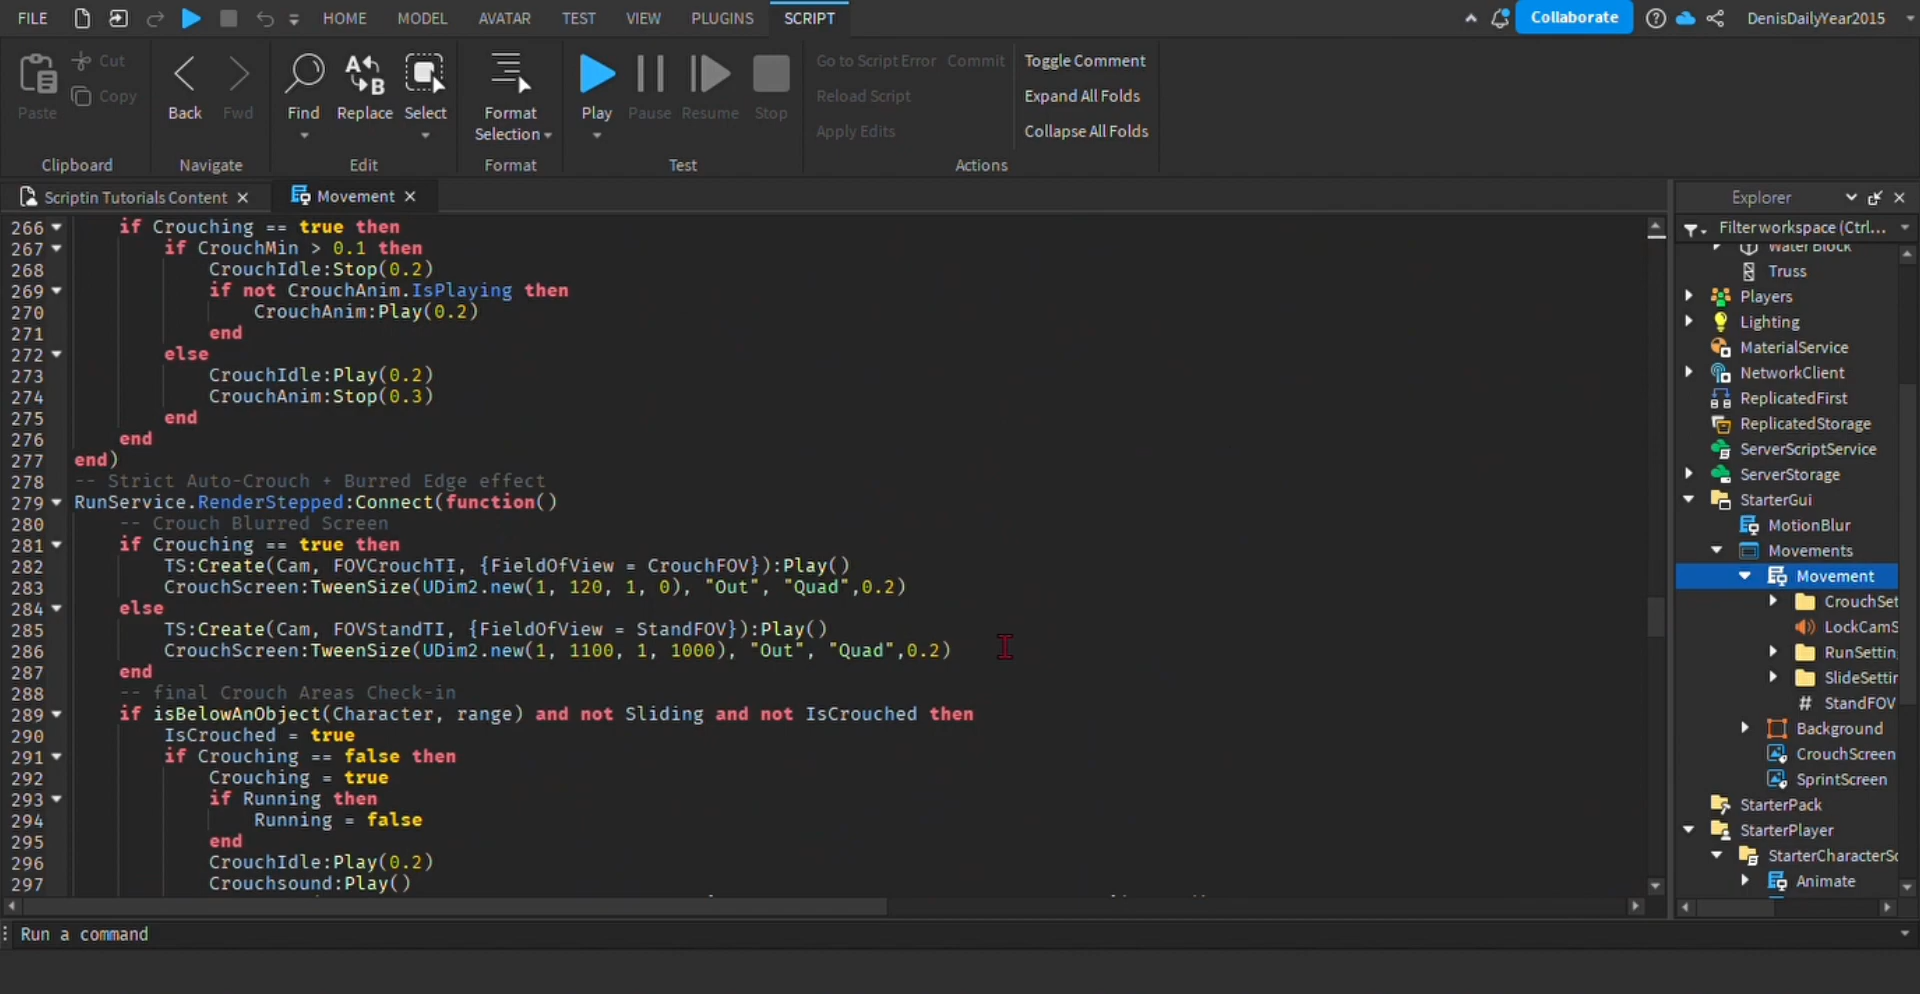 FILE HOME MODEL AVATAR TEST VIEW PLUGINS SCRIPT Collaborate DenisDailyYear2015
Paste Cut Copy Back Fwd Find Replace Select Format Selection Play Pause Resume Stop Go to Script Error Commit Toggle Comment
Reload Script Expand All Folds
Apply Edits Collapse All Folds
Clipboard Navigate Edit Format Test Actions
Scriptin Tutorials Content Movement
266 if Crouching == true then
267 if CrouchMin > 0.1 then
268 CrouchIdle:Stop(0.2)
269 if not CrouchAnim.IsPlaying then
270 CrouchAnim:Play(0.2)
271 end
272 else
273 CrouchIdle:Play(0.2)
274 CrouchAnim:Stop(0.3)
275 end
276 end
277 end)
278 -- Strict Auto-Crouch + Burred Edge effect
279 RunService.RenderStepped:Connect(function()
280 -- Crouch Blurred Screen
281 if Crouching == true then
282 TS:Create(Cam, FOVCrouchTI, {FieldOfView = CrouchFOV}):Play()
283 CrouchScreen:TweenSize(UDim2.new(1, 120, 1, 0), "Out", "Quad",0.2)
284 else
285 TS:Create(Cam, FOVStandTI, {FieldOfView = StandFOV}):Play()
286 CrouchScreen:TweenSize(UDim2.new(1, 1100, 1, 1000), "Out", "Quad",0.2)
287 end
288 -- final Crouch Areas Check-in
289 if isBelowAnObject(Character, range) and not Sliding and not IsCrouched then
290 IsCrouched = true
291 if Crouching == false then
292 Crouching = true
293 if Running then
294 Running = false
295 end
296 CrouchIdle:Play(0.2)
297 Crouchsound:Play()
Explorer
Filter workspace (Ctrl...
Water Block
Truss
Players
Lighting
MaterialService
NetworkClient
ReplicatedFirst
ReplicatedStorage
ServerScriptService
ServerStorage
StarterGui
MotionBlur
Movements
Movement
CrouchSet
LockCamS
RunSettin
SlideSettir
StandFOV
Background
CrouchScreen
SprintScreen
StarterPack
StarterPlayer
StarterCharacterSc
Animate
Run a command